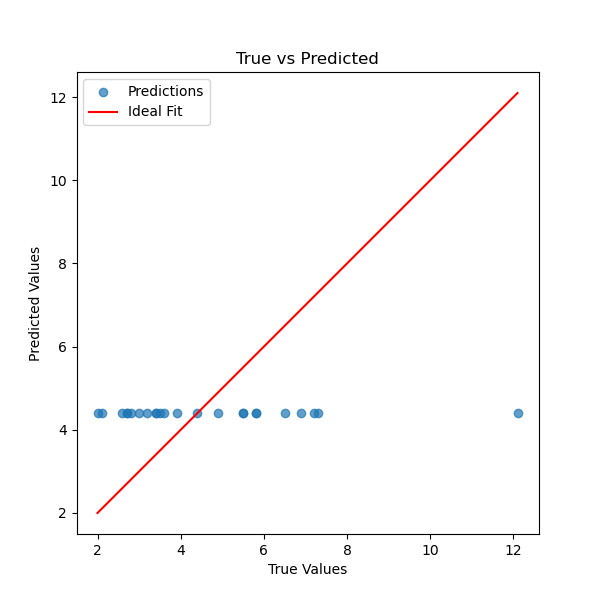 True vs Predicted
Predictions
Ideal Fit
12
10
8
6
4
2
Predicted Values
2 4 6 8 10 12
True Values